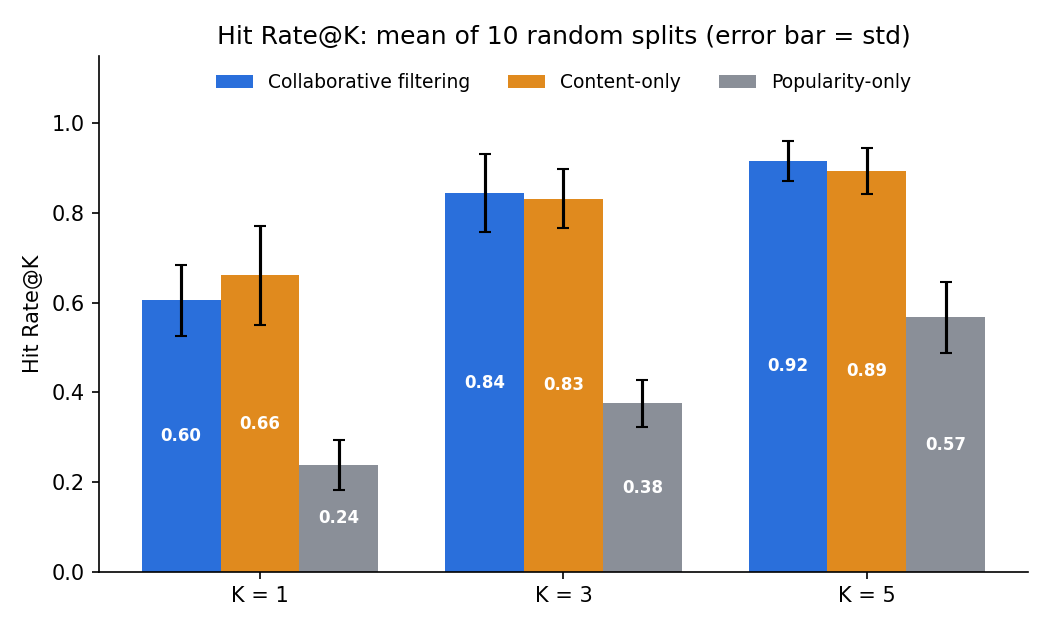 Hit Rate@K: mean of 10 random splits (error bar = std)
Collaborative filtering Content-only Popularity-only
Hit Rate@K
1.0
0.8
0.6
0.4
0.2
0.0
0.60 0.66 0.24
0.84 0.83 0.38
0.92 0.89 0.57
K = 1 K = 3 K = 5